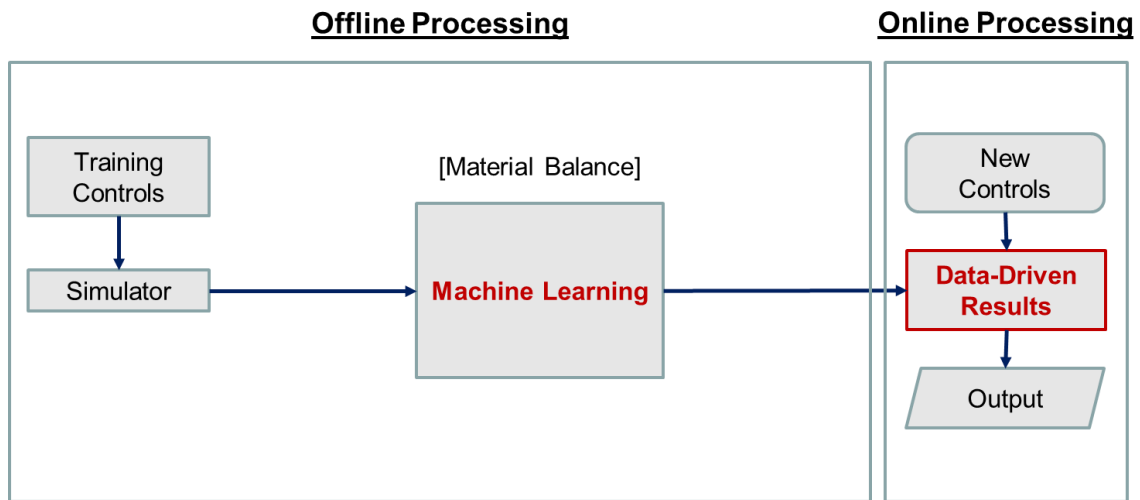 Offline Processing
Online Processing
Training
Controls
Simulator
[Material Balance]
Machine Learning
New
Controls
Data-Driven
Results
Output